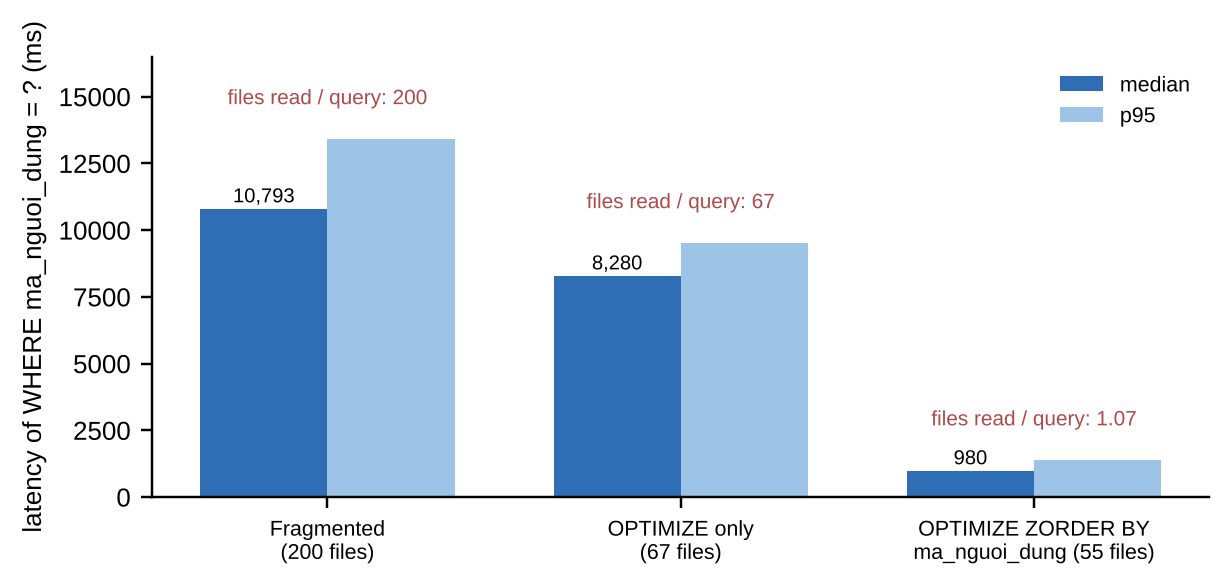 latency of WHERE ma_nguoi_dung = ? (ms)
15000
12500
10000
7500
5000
2500
0
median
p95
files read / query: 200
10,793
files read / query: 67
8,280
files read / query: 1.07
980
Fragmented
(200 files)
OPTIMIZE only
(67 files)
OPTIMIZE ZORDER BY
ma_nguoi_dung (55 files)